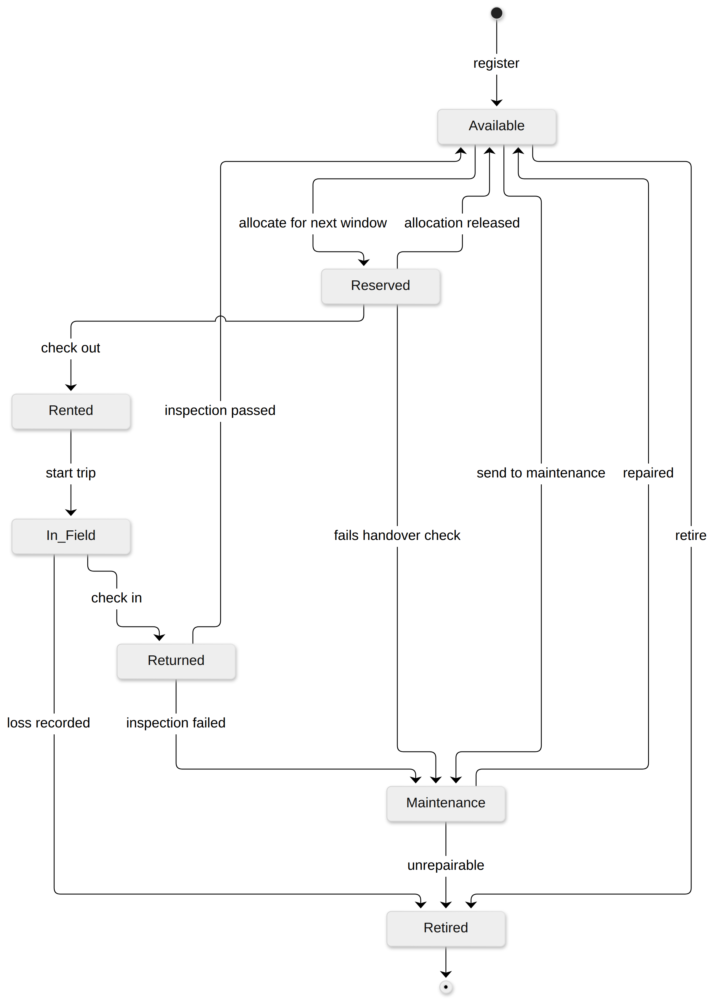 register
Available
allocate for next window
allocation released
Reserved
check out
Rented
inspection passed
start trip
send to maintenance
repaired
In_Field
fails handover check
retire
check in
Returned
loss recorded
inspection failed
Maintenance
unrepairable
Retired